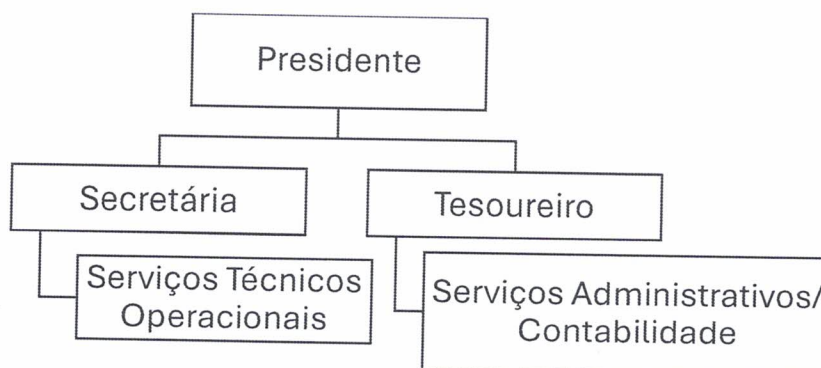 Presidente
Secretária
Tesoureiro
Serviços Técnicos
Operacionais
Serviços Administrativos/
Contabilidade